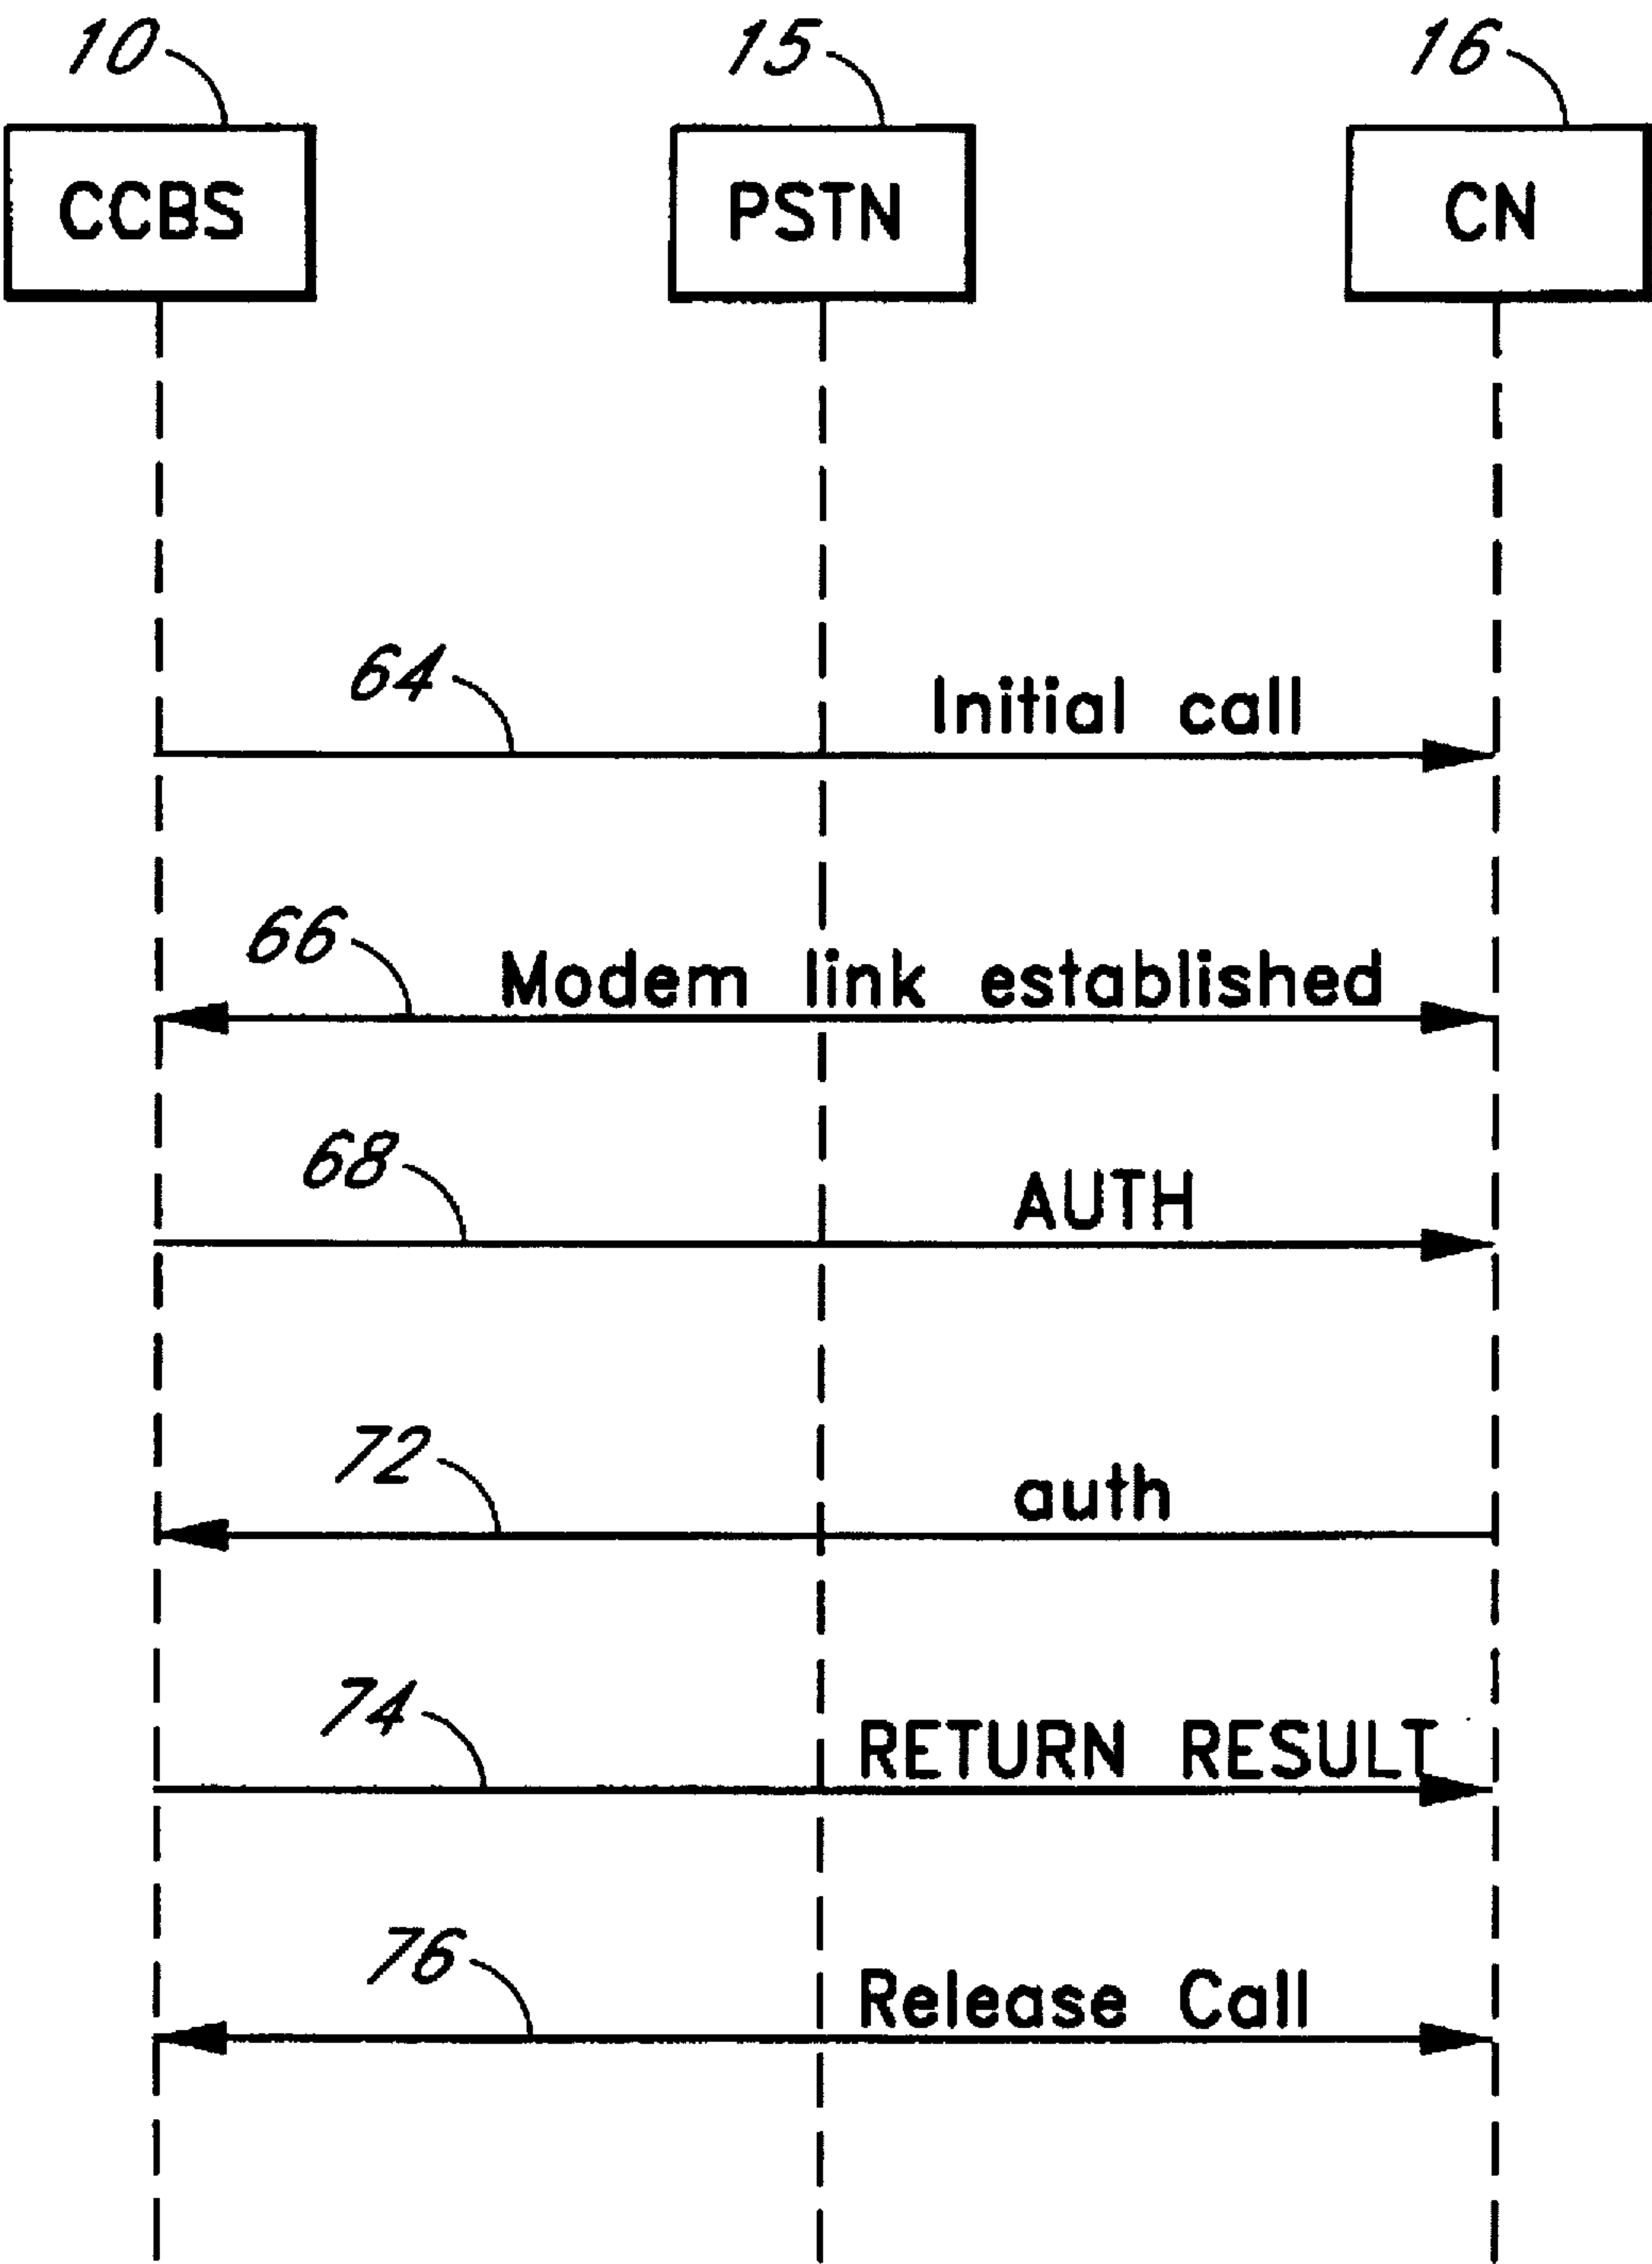 10 15 16
CCBS PSTN CN
64 Initial call
66 Modem link established
68 AUTH
72 auth
74 RETURN RESULT
76 Release Call